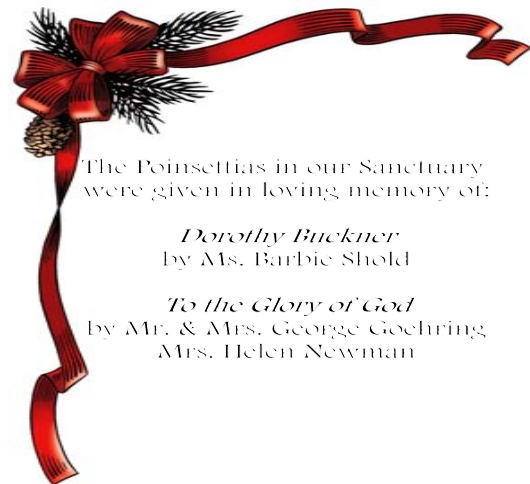 The Poinsettias in our Sanctuary
were given in loving memory of:
Dorothy Buckner
by Ms. Barbie Shold
To the Glory of God
by Mr. & Mrs. George Goehring
Mrs. Helen Newman